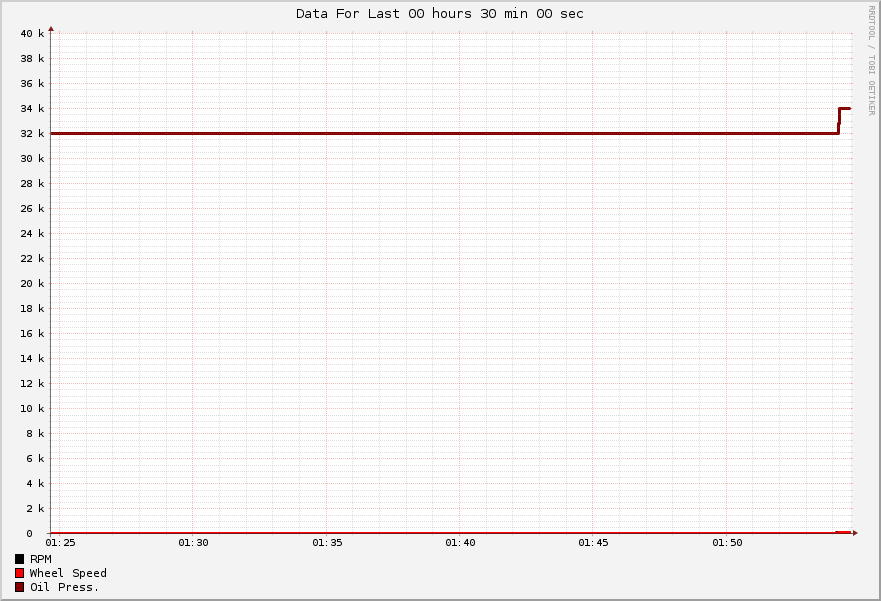 Data For Last 00 hours 30 min 00 sec
RRDTOOL / TOBI OETIKER
40 k
38 k
36 k
34 k
32 k
30 k
28 k
26 k
24 k
22 k
20 k
18 k
16 k
14 k
12 k
10 k
8 k
6 k
4 k
2 k
0
01:25 01:30 01:35 01:40 01:45 01:50
RPM
Wheel Speed
Oil Press.